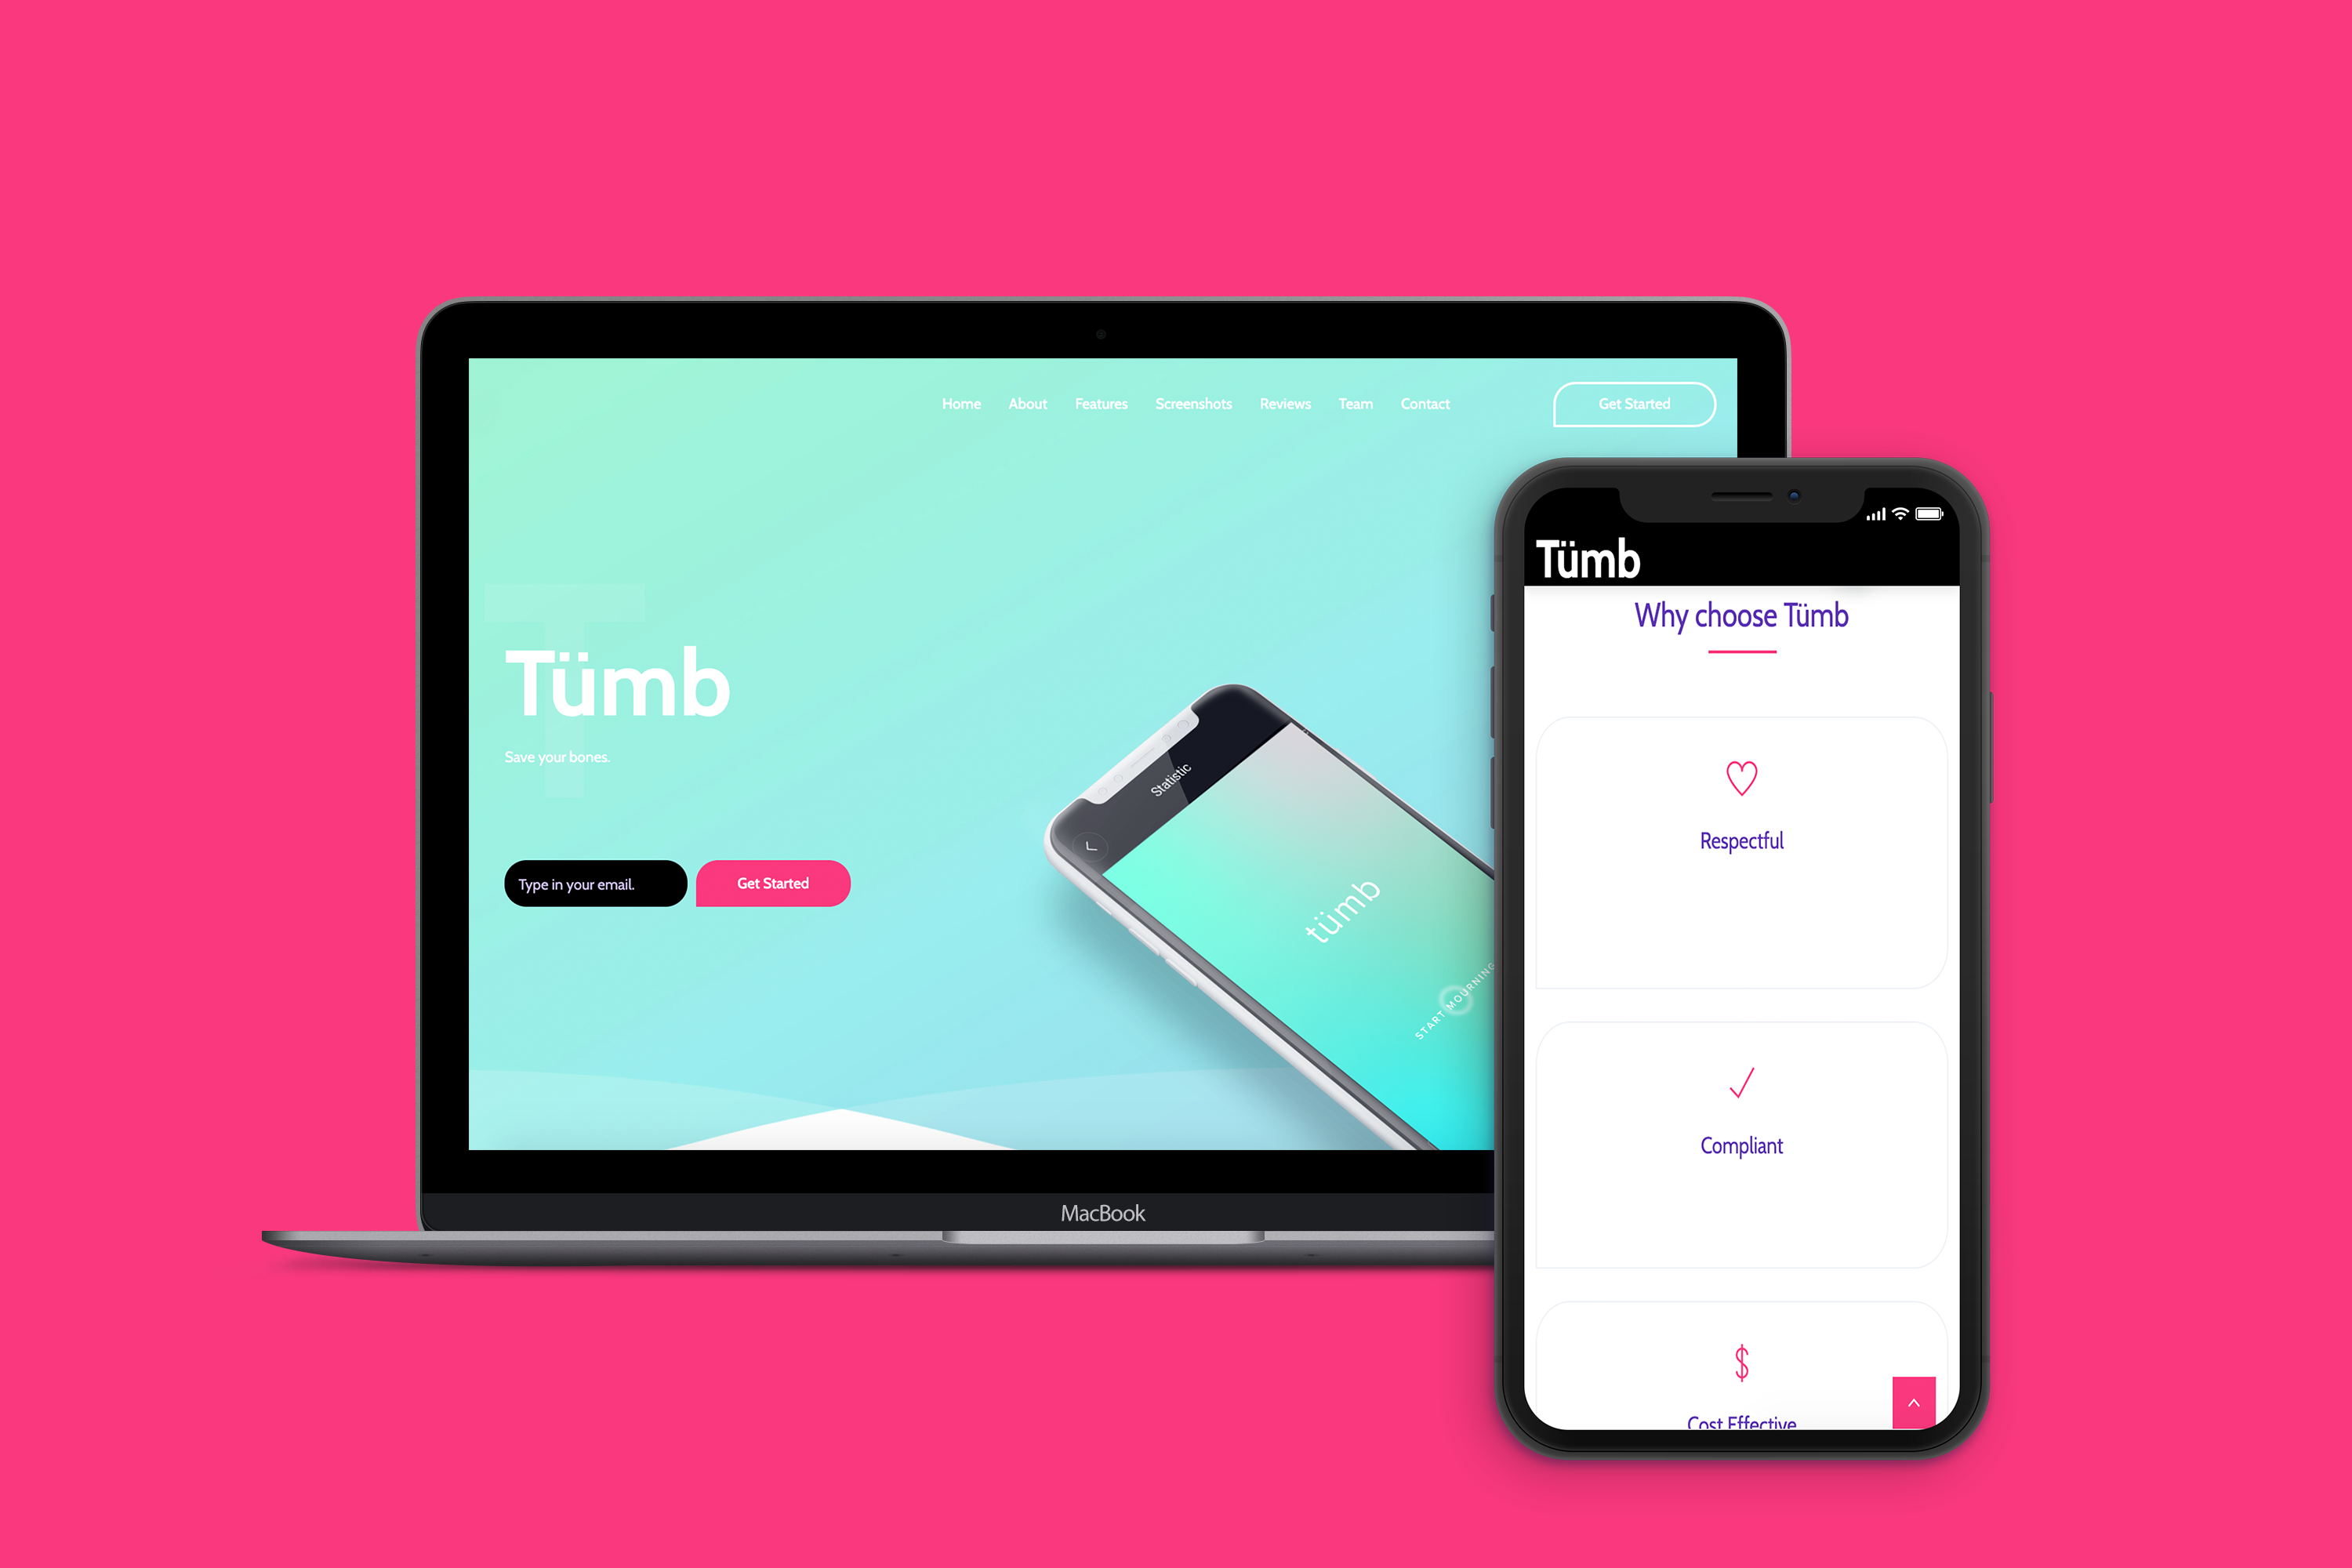 Home About Features Screenshots Reviews Team Contact Get Started
T
Tümb
Save your bones.
Type in your email. Get Started
Statistic
tümb
START MOURNING
MacBook
Tümb
Why choose Tümb
Respectful
Compliant
$
Cost Effective